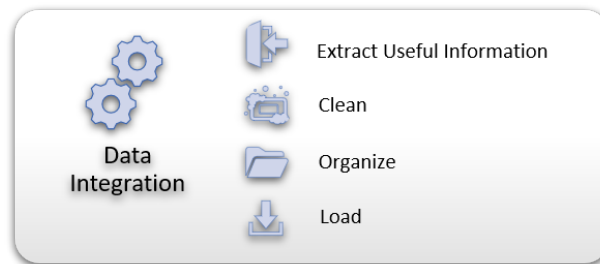 Data
Integration
Extract Useful Information
Clean
Organize
Load